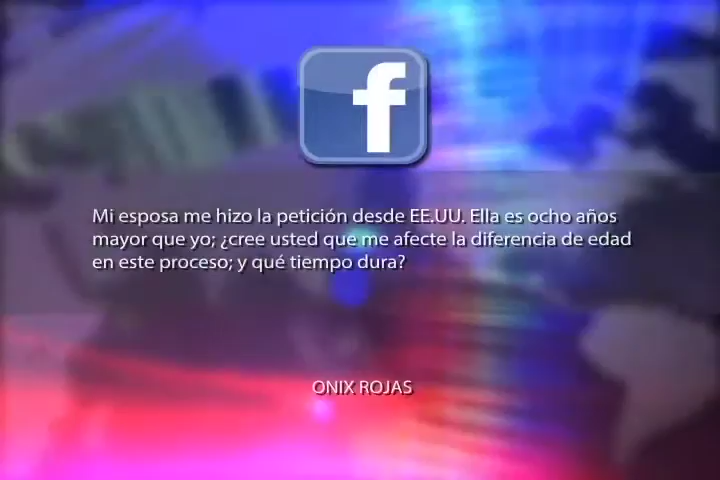 f
Mi esposa me hizo la petición desde EE.UU. Ella es ocho años
mayor que yo; ¿cree usted que me afecte la diferencia de edad
en este proceso; y qué tiempo dura?
ONIX ROJAS